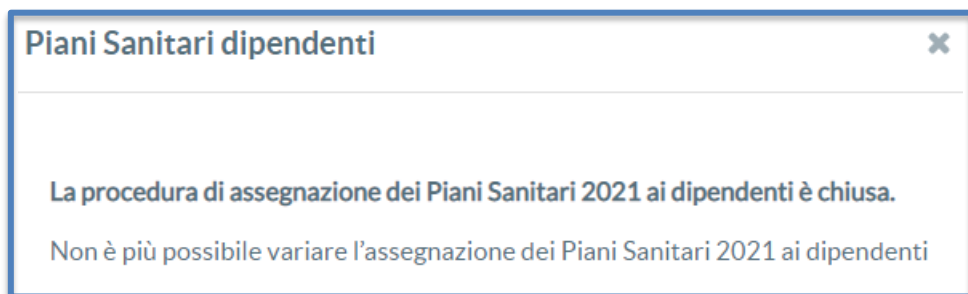 Piani Sanitari dipendenti
La procedura di assegnazione dei Piani Sanitari 2021 ai dipendenti è chiusa.
Non è più possibile variare l'assegnazione dei Piani Sanitari 2021 ai dipendenti